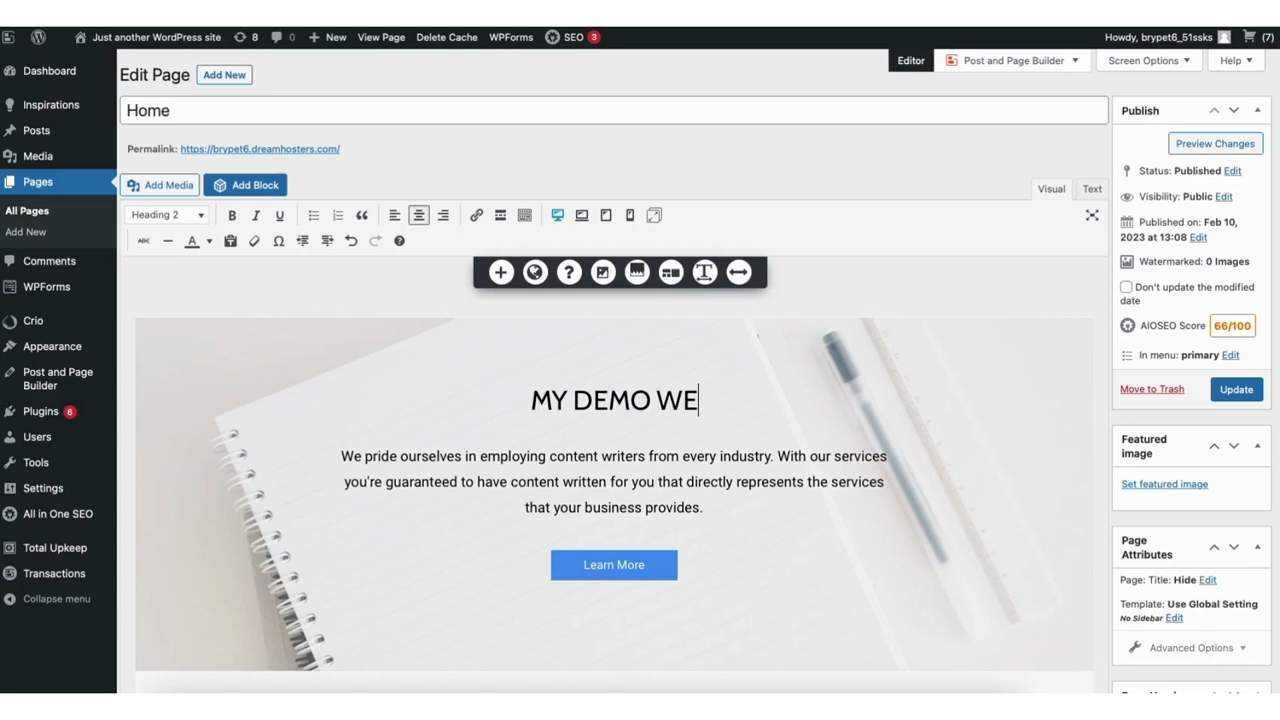 Just another WordPress site 8 0 New View Page Delete Cache WPForms SEO 3 Howdy, brypet6_51ssks (7)
Editor Post and Page Builder Screen Options Help
Dashboard
Inspirations
Posts
Media
Pages
All Pages
Add New
Comments
WPForms
Crio
Appearance
Post and Page
Builder
Plugins 6
Users
Tools
Settings
All in One SEO
Total Upkeep
Transactions
Collapse menu
Edit Page Add New
Home
Permalink: https://brypet6.dreamhosters.com/
Add Media Add Block Visual Text
Heading 2 B I U
ABC A
MY DEMO WE
We pride ourselves in employing content writers from every industry. With our services
you're guaranteed to have content written for you that directly represents the services
that your business provides.
Learn More
Publish
Preview Changes
Status: Published Edit
Visibility: Public Edit
Published on: Feb 10,
2023 at 13:08 Edit
Watermarked: 0 Images
Don't update the modified
date
AIOSEO Score 66/100
In menu: primary Edit
Move to Trash Update
Featured
image
Set featured image
Page
Attributes
Page: Title: Hide Edit
Template: Use Global Setting
No Sidebar Edit
Advanced Options